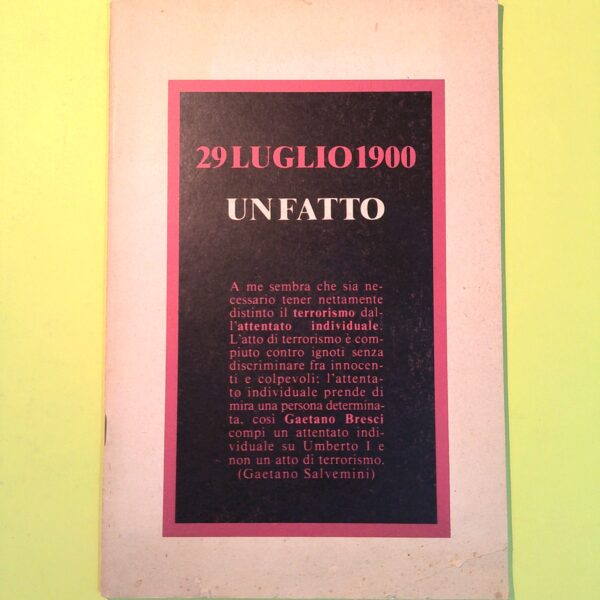 29 LUGLIO 1900
UN FATTO
A me sembra che sia ne-
cessario tener nettamente
distinto il terrorismo dal-
l'attentato individuale.
L'atto di terrorismo è com-
piuto contro ignoti senza
discriminare fra innocen-
ti e colpevoli; l'attenta-
to individuale prende di
mira una persona determina-
ta, così Gaetano Bresci
compì un attentato indi-
viduale su Umberto I e
non un atto di terrorismo.
(Gaetano Salvemini)